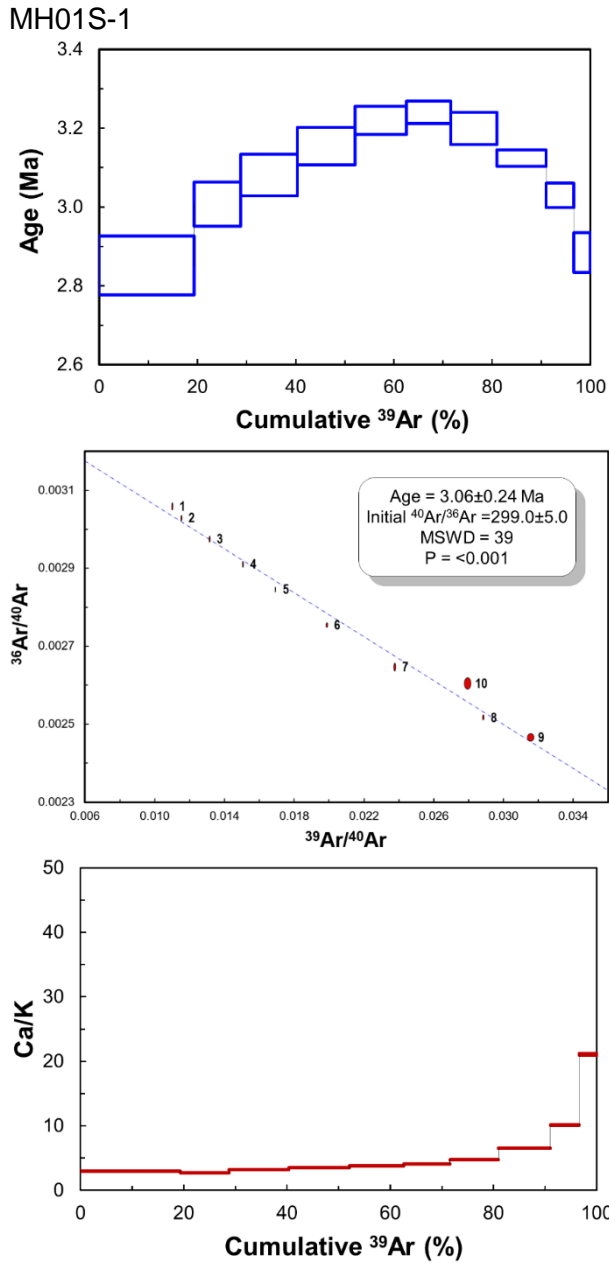 MH01S-1
3.4
3.2
3.0
2.8
2.6
Age (Ma)
0 20 40 60 80 100
Cumulative ³⁹Ar (%)
0.0031
0.0029
0.0027
0.0025
0.0023
³⁶Ar/⁴⁰Ar
Age = 3.06±0.24 Ma
Initial ⁴⁰Ar/³⁶Ar =299.0±5.0
MSWD = 39
P = <0.001
1
2
3
4
5
6
7
10
8
9
0.006 0.010 0.014 0.018 0.022 0.026 0.030 0.034
³⁹Ar/⁴⁰Ar
50
40
30
20
10
0
Ca/K
0 20 40 60 80 100
Cumulative ³⁹Ar (%)